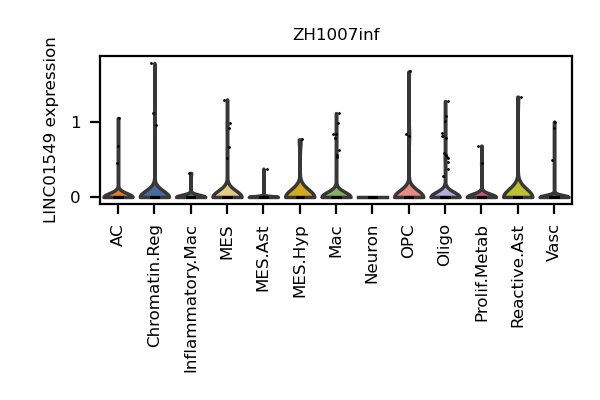 ZH1007inf
LINC01549 expression
1
0
AC
Chromatin.Reg
Inflammatory.Mac
MES
MES.Ast
MES.Hyp
Mac
Neuron
OPC
Oligo
Prolif.Metab
Reactive.Ast
Vasc